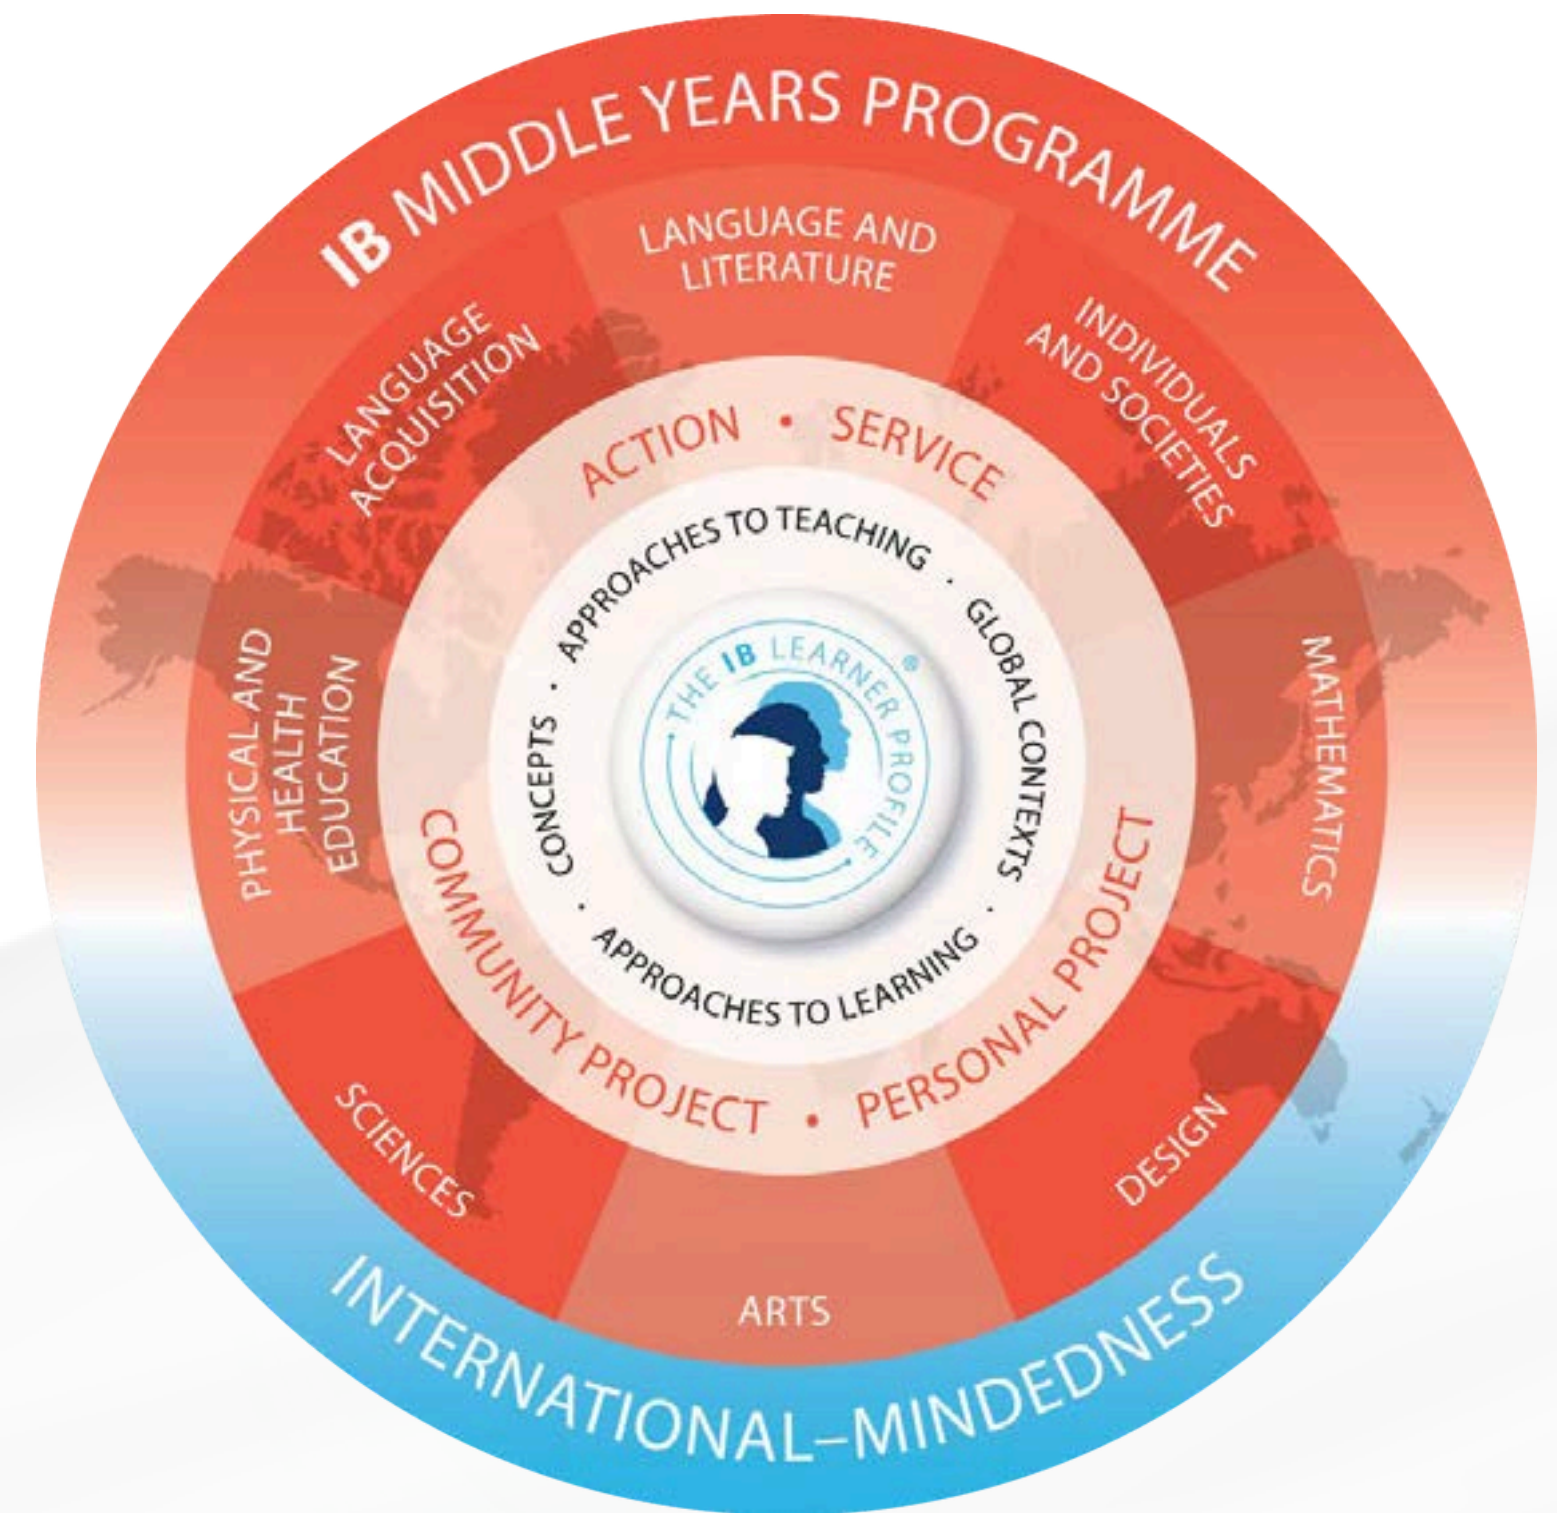 IB MIDDLE YEARS PROGRAMME
LANGUAGE AND
LITERATURE
INDIVIDUALS
AND SOCIETIES
MATHEMATICS
DESIGN
ARTS
SCIENCES
PHYSICAL AND
HEALTH
EDUCATION
LANGUAGE
ACQUISITION
ACTION • SERVICE
PERSONAL PROJECT •
COMMUNITY PROJECT
APPROACHES TO TEACHING •
GLOBAL CONTEXTS •
APPROACHES TO LEARNING •
CONCEPTS •
THE IB LEARNER PROFILE ®
INTERNATIONAL–MINDEDNESS